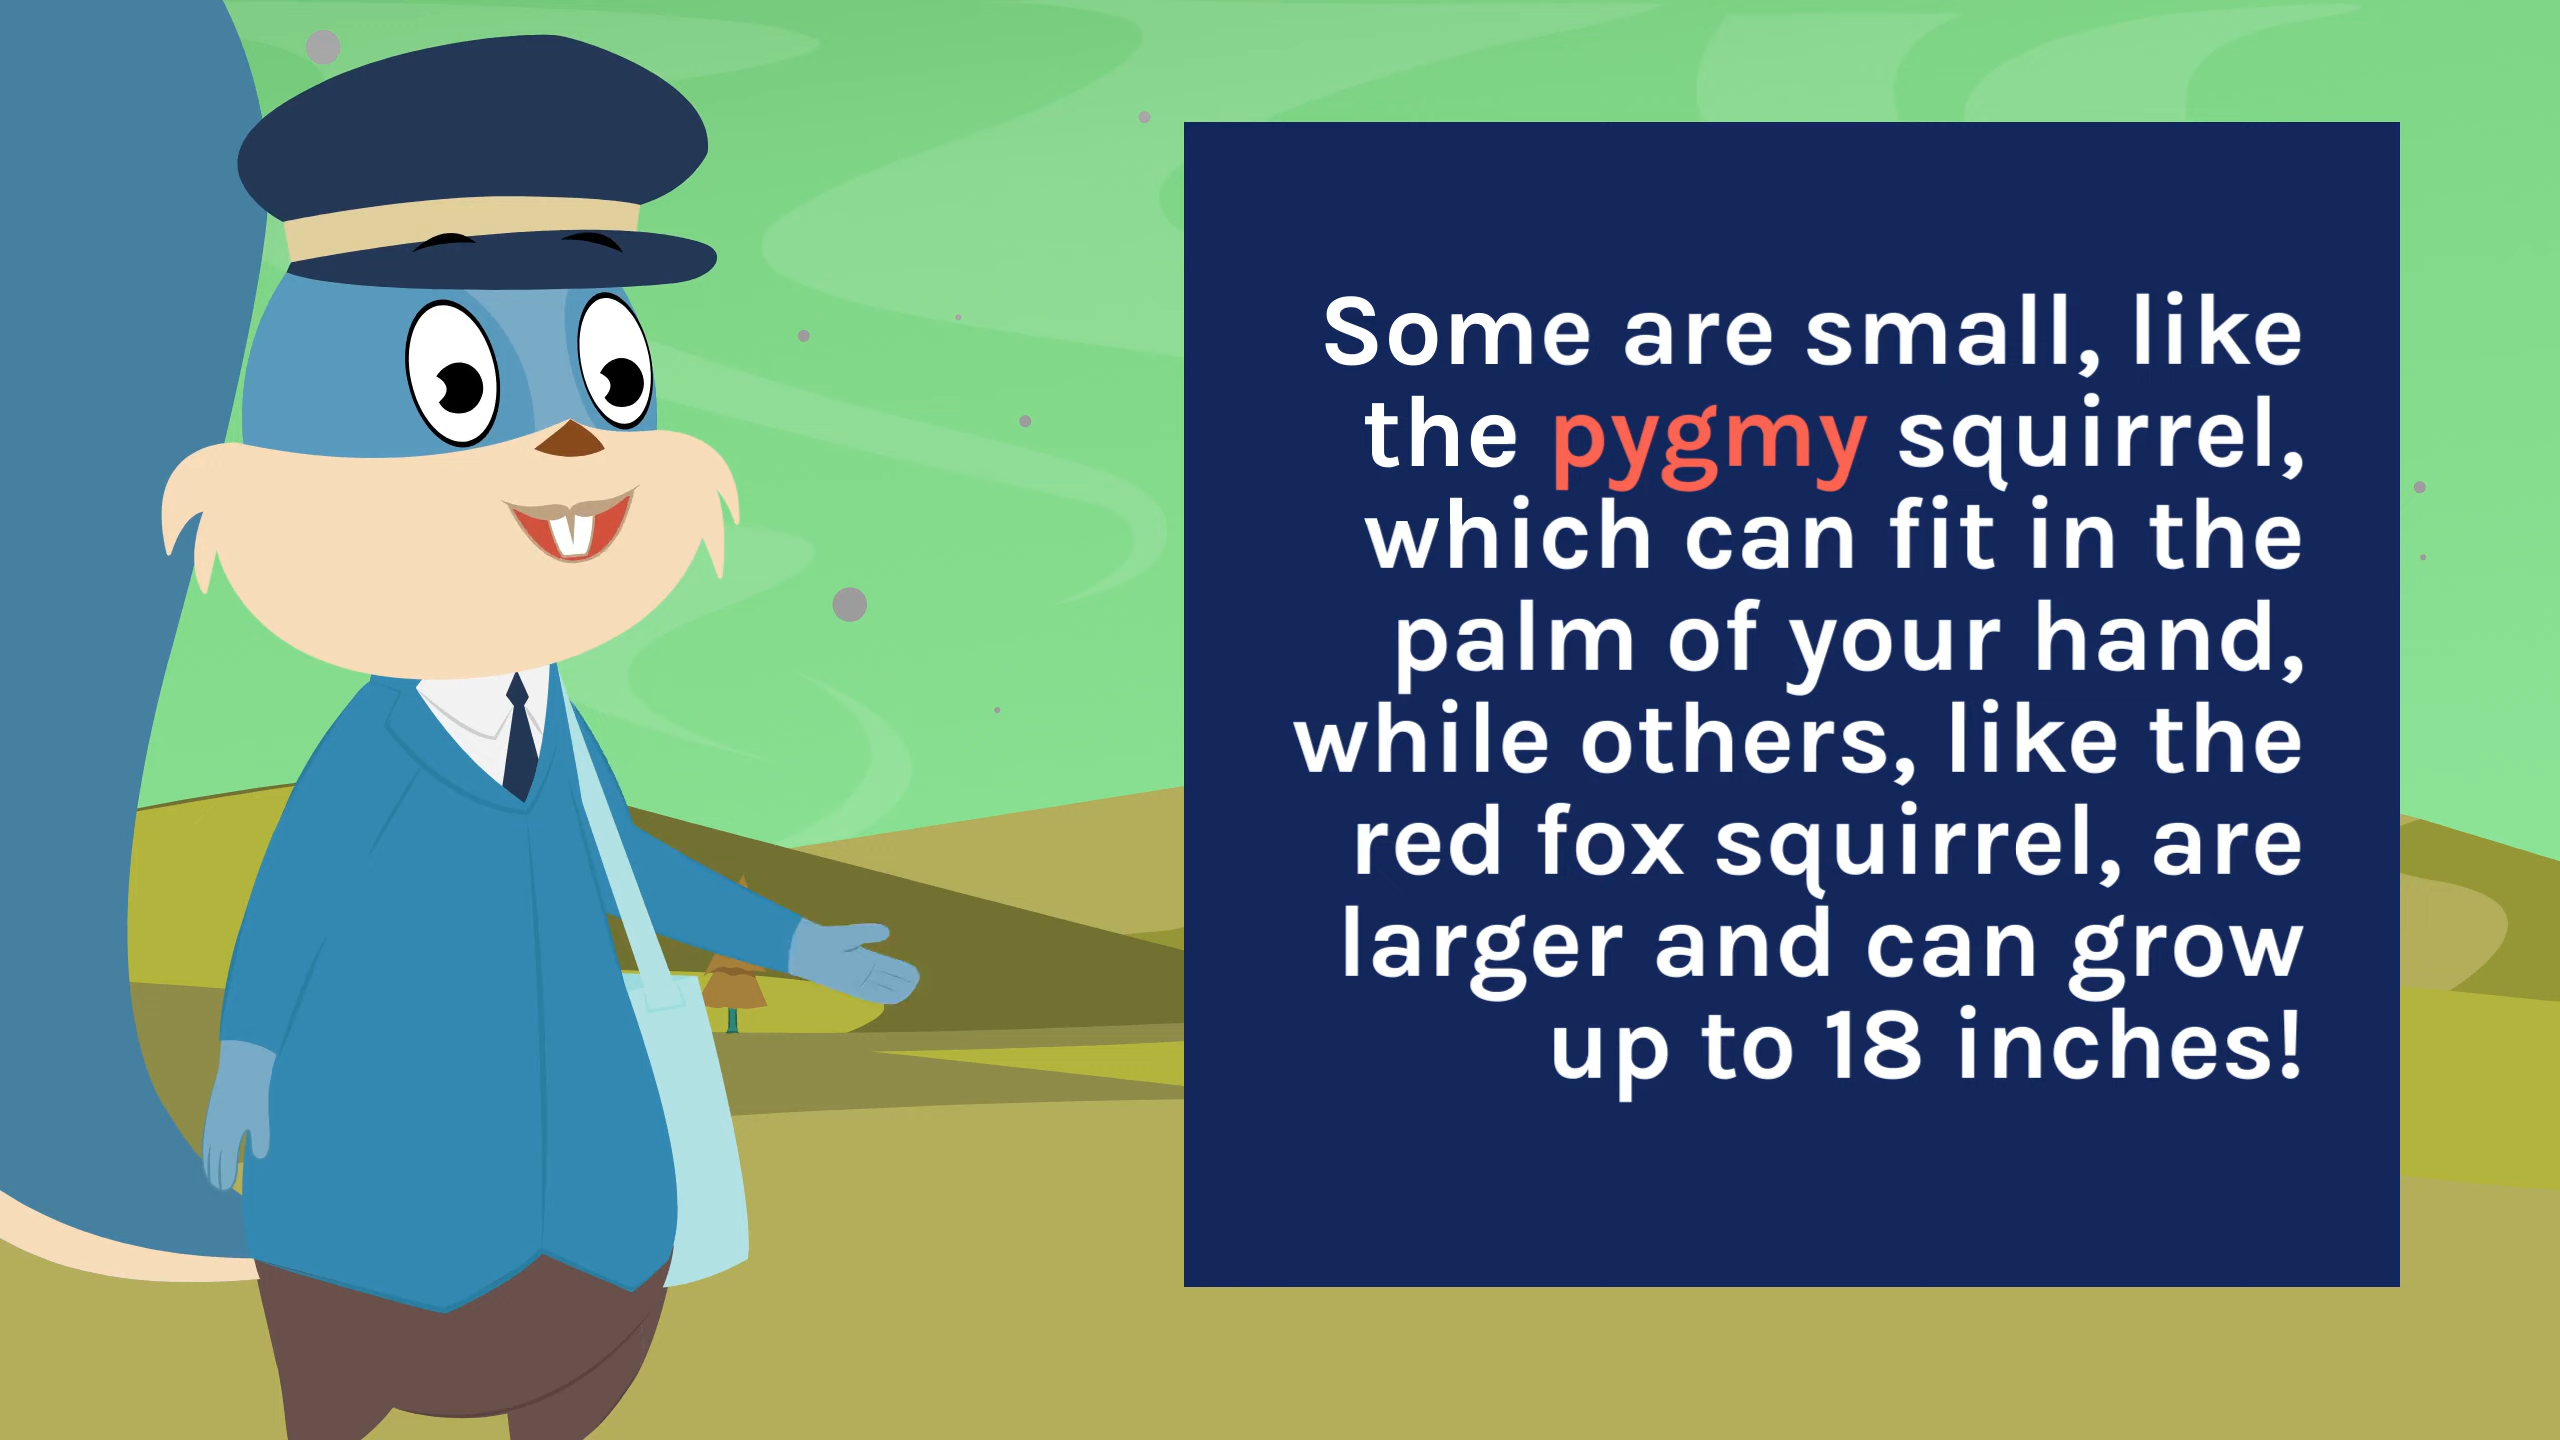 Some are small, like
the pygmy squirrel,
which can fit in the
palm of your hand,
while others, like the
red fox squirrel, are
larger and can grow
up to 18 inches!